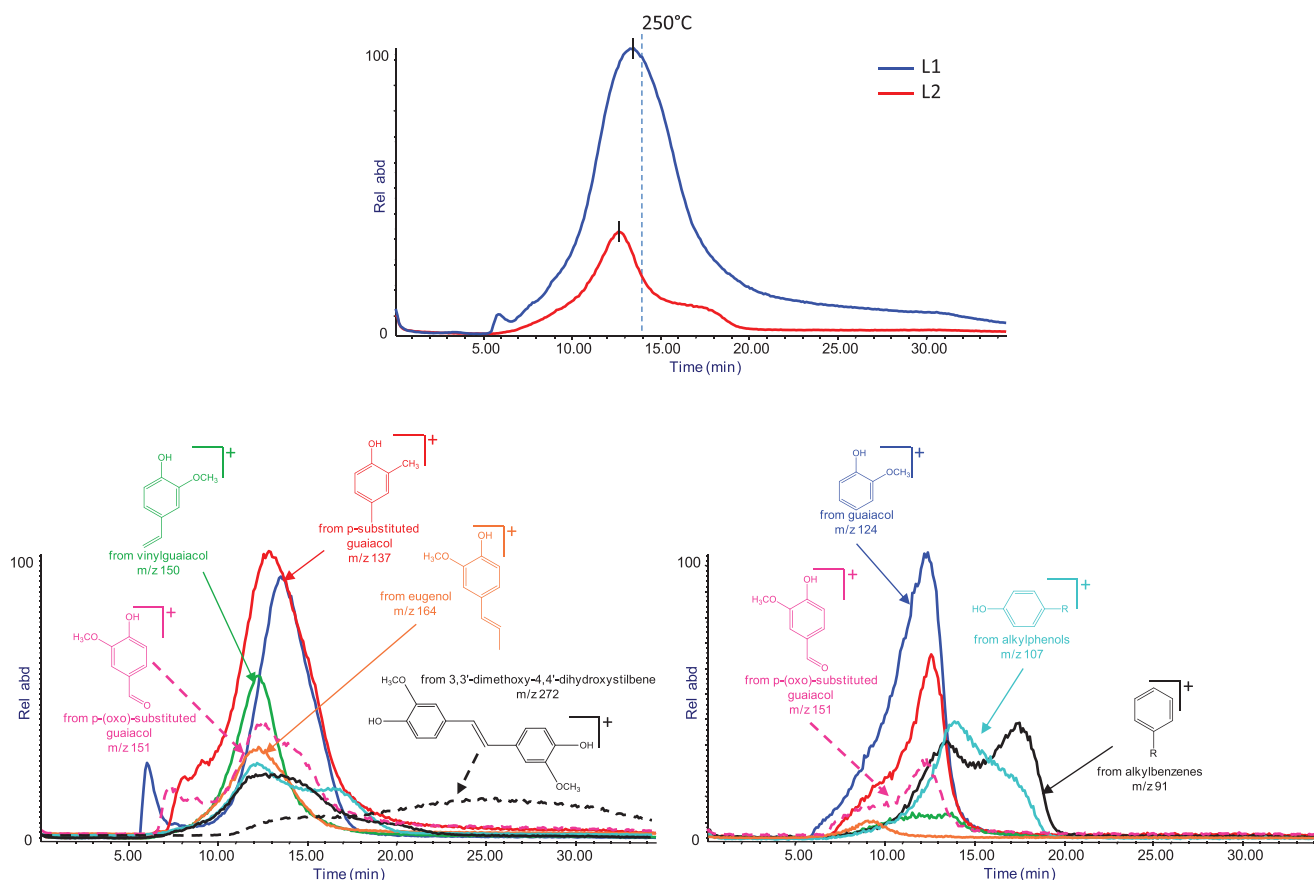 250°C
100
L1
L2
Rel abd
0
5.00 10.00 15.00 20.00 25.00 30.00
Time (min)
OH
OCH₃
+
from vinylguaiacol
m/z 150
OH
CH₃
+
from p-substituted
guaiacol
m/z 137
OH
H₃CO
+
from eugenol
m/z 164
CH₃
OH
H₃CO
+
O
from p-(oxo)-substituted
guaiacol
m/z 151
from 3,3'-dimethoxy-4,4'-dihydroxystilbene
m/z 272
OCH₃
HO
OH
OCH₃
+
100
Rel abd
0
5.00 10.00 15.00 20.00 25.00 30.00
Time (min)
OH
OCH₃
+
from guaiacol
m/z 124
OH
H₃CO
+
O
from p-(oxo)-substituted
guaiacol
m/z 151
HO
R
+
from alkylphenols
m/z 107
+
R
from alkylbenzenes
m/z 91
100
Rel abd
0
5.00 10.00 15.00 20.00 25.00 30.00
Time (min)